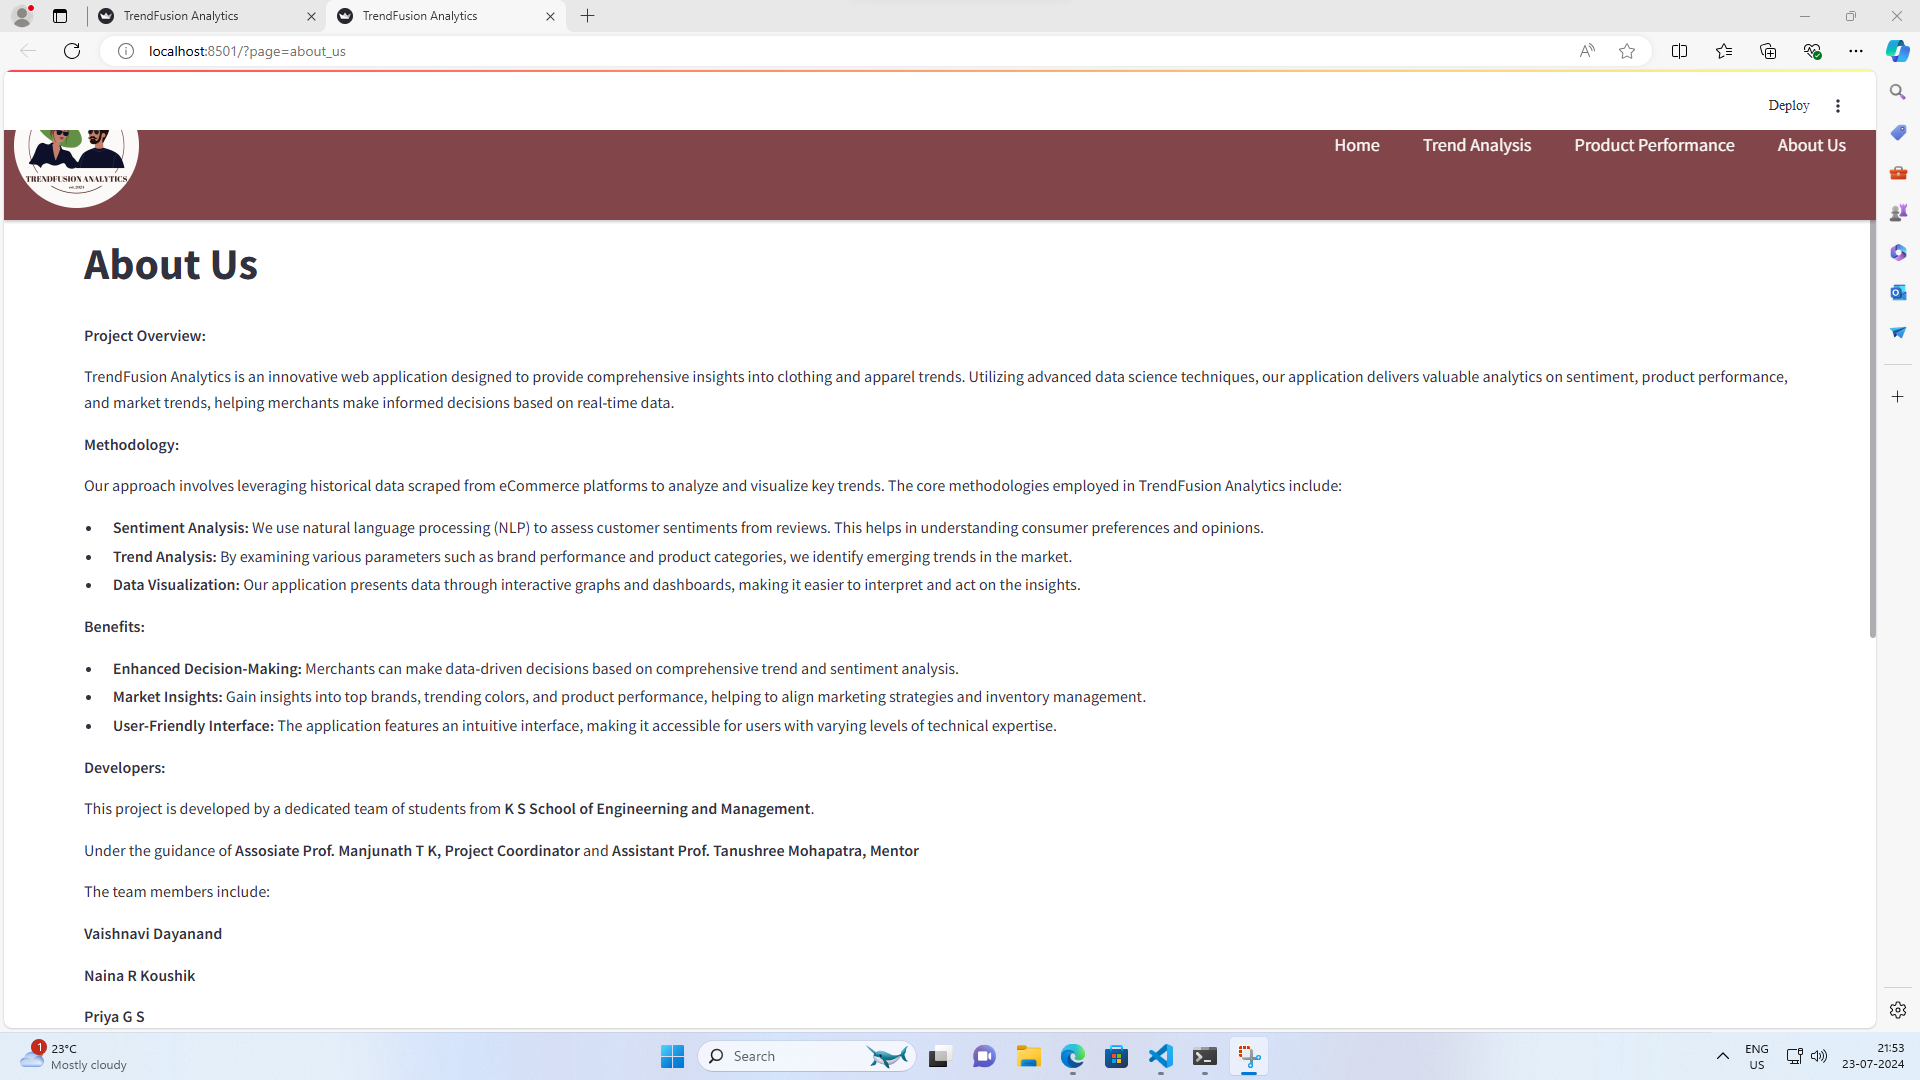 TrendFusion Analytics
TrendFusion Analytics
localhost:8501/?page=about_us
Deploy
TRENDFUSION ANALYTICS
Home Trend Analysis Product Performance About Us
About Us
Project Overview:
TrendFusion Analytics is an innovative web application designed to provide comprehensive insights into clothing and apparel trends. Utilizing advanced data science techniques, our application delivers valuable analytics on sentiment, product performance,
and market trends, helping merchants make informed decisions based on real-time data.
Methodology:
Our approach involves leveraging historical data scraped from eCommerce platforms to analyze and visualize key trends. The core methodologies employed in TrendFusion Analytics include:
• Sentiment Analysis: We use natural language processing (NLP) to assess customer sentiments from reviews. This helps in understanding consumer preferences and opinions.
• Trend Analysis: By examining various parameters such as brand performance and product categories, we identify emerging trends in the market.
• Data Visualization: Our application presents data through interactive graphs and dashboards, making it easier to interpret and act on the insights.
Benefits:
• Enhanced Decision-Making: Merchants can make data-driven decisions based on comprehensive trend and sentiment analysis.
• Market Insights: Gain insights into top brands, trending colors, and product performance, helping to align marketing strategies and inventory management.
• User-Friendly Interface: The application features an intuitive interface, making it accessible for users with varying levels of technical expertise.
Developers:
This project is developed by a dedicated team of students from K S School of Engineerning and Management.
Under the guidance of Assosiate Prof. Manjunath T K, Project Coordinator and Assistant Prof. Tanushree Mohapatra, Mentor
The team members include:
Vaishnavi Dayanand
Naina R Koushik
Priya G S
1
23°C
Mostly cloudy
Search
ENG
US
21:53
23-07-2024